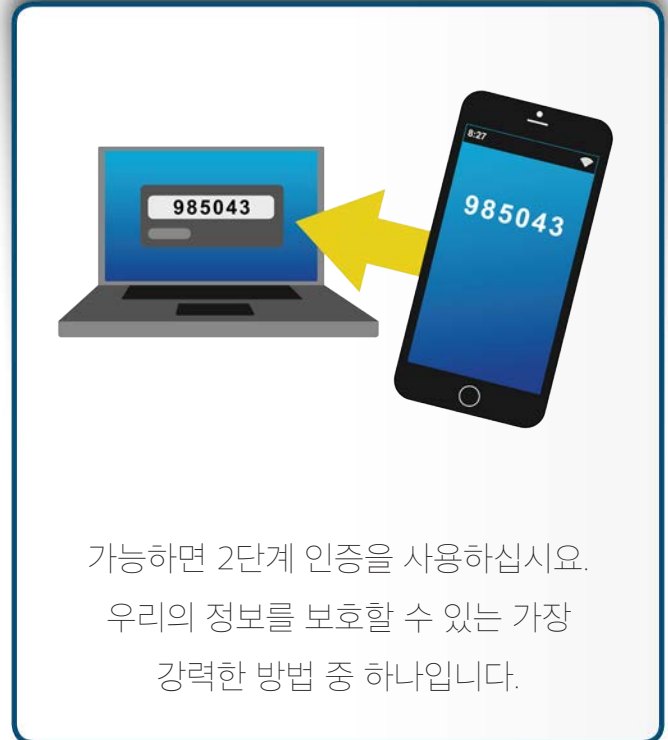 8:27
985043
985043
가능하면 2단계 인증을 사용하십시요.
우리의 정보를 보호할 수 있는 가장
강력한 방법 중 하나입니다.